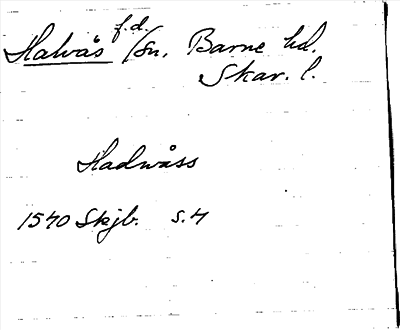 Halvås f.d. sn. Barne hd.
Skar. l.
Hadwåss
1540 Skjb. s. 4